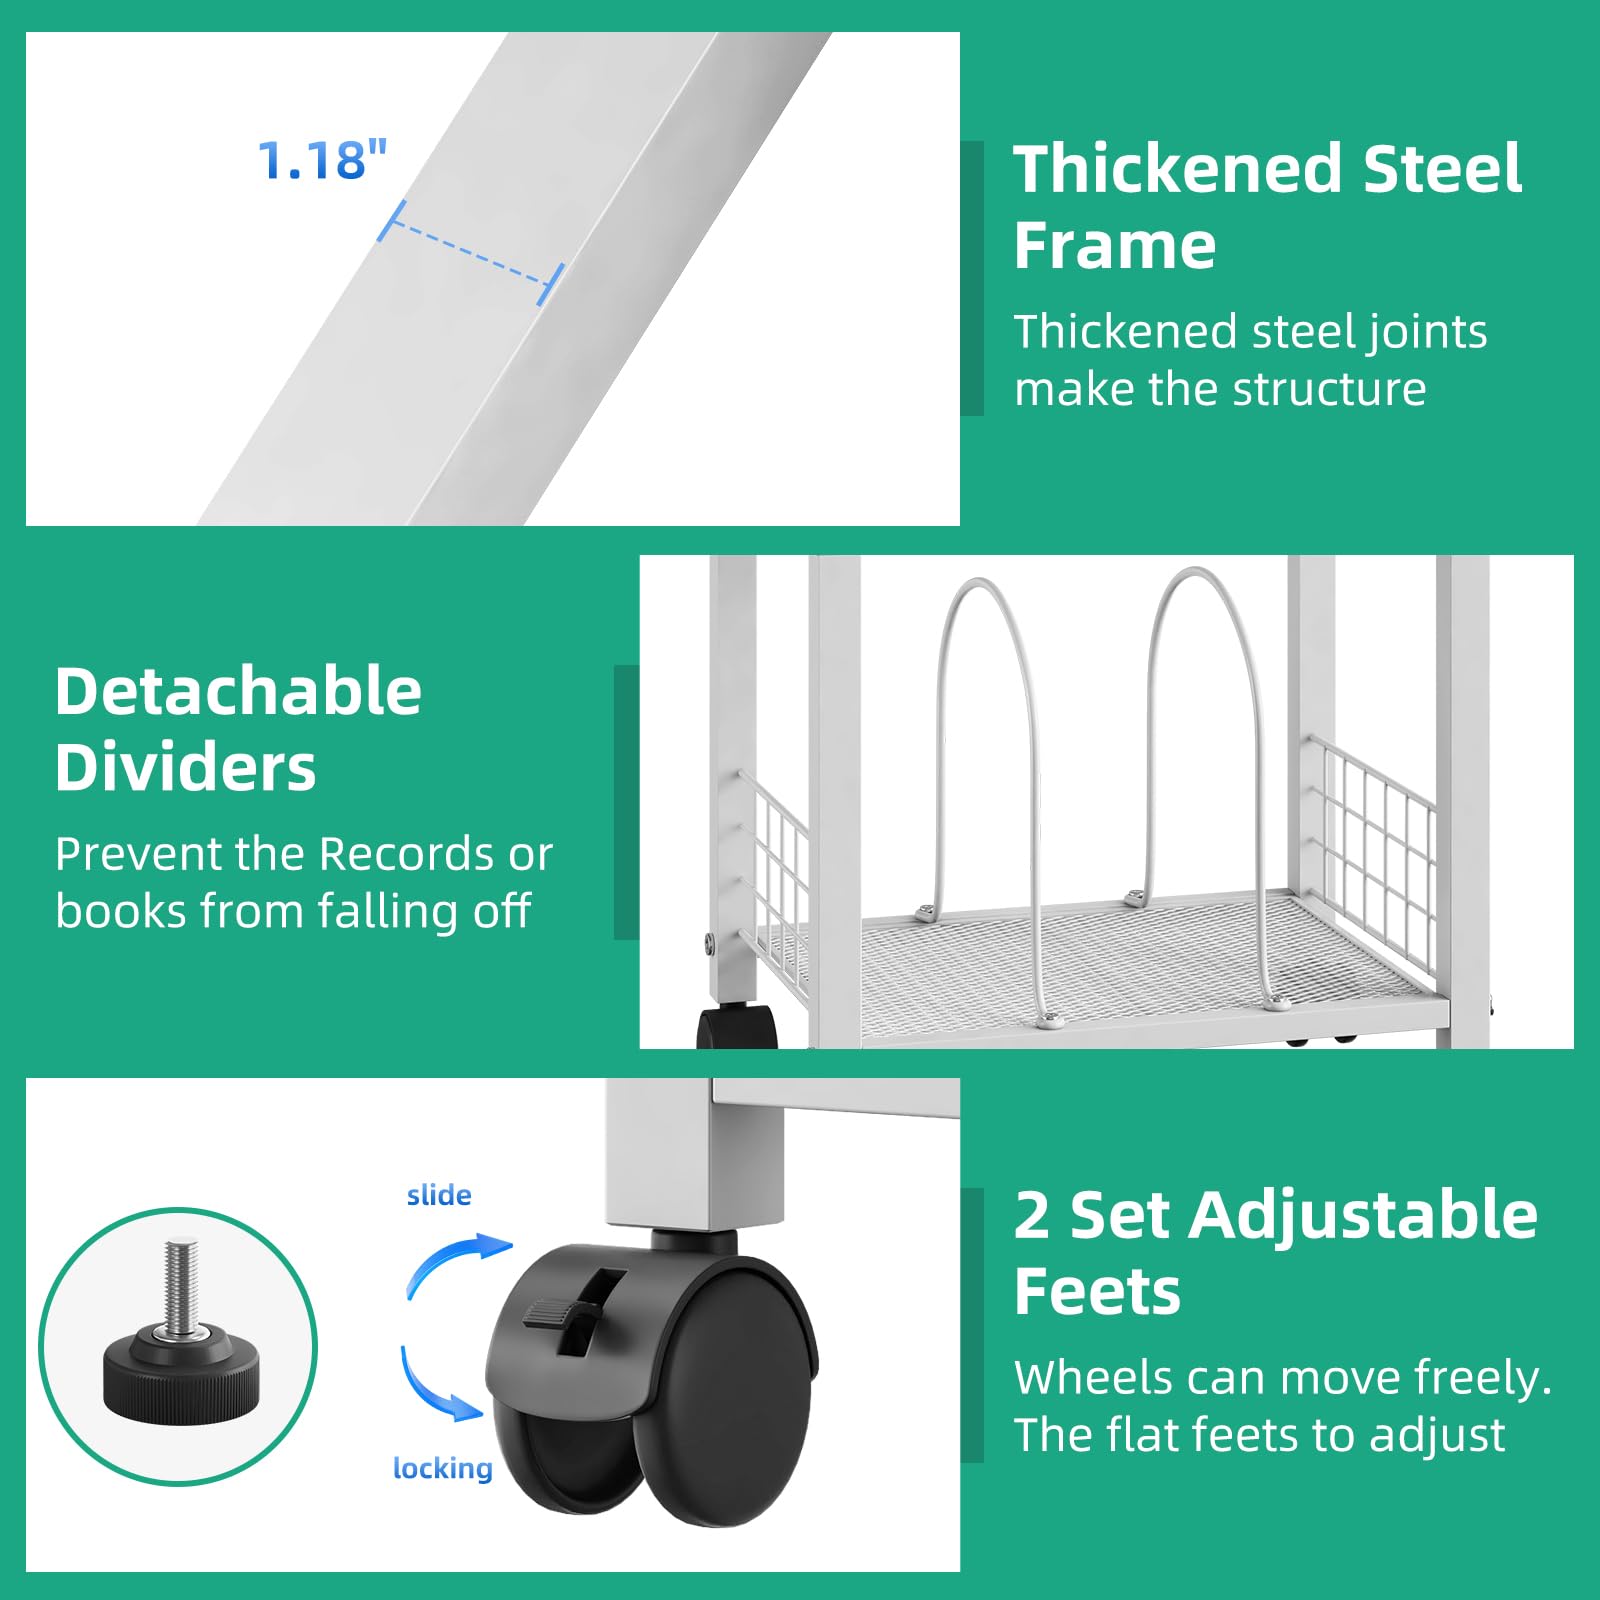 1.18"
Thickened Steel
Frame
Thickened steel joints
make the structure
Detachable
Dividers
Prevent the Records or
books from falling off
slide
locking
2 Set Adjustable
Feets
Wheels can move freely.
The flat feets to adjust